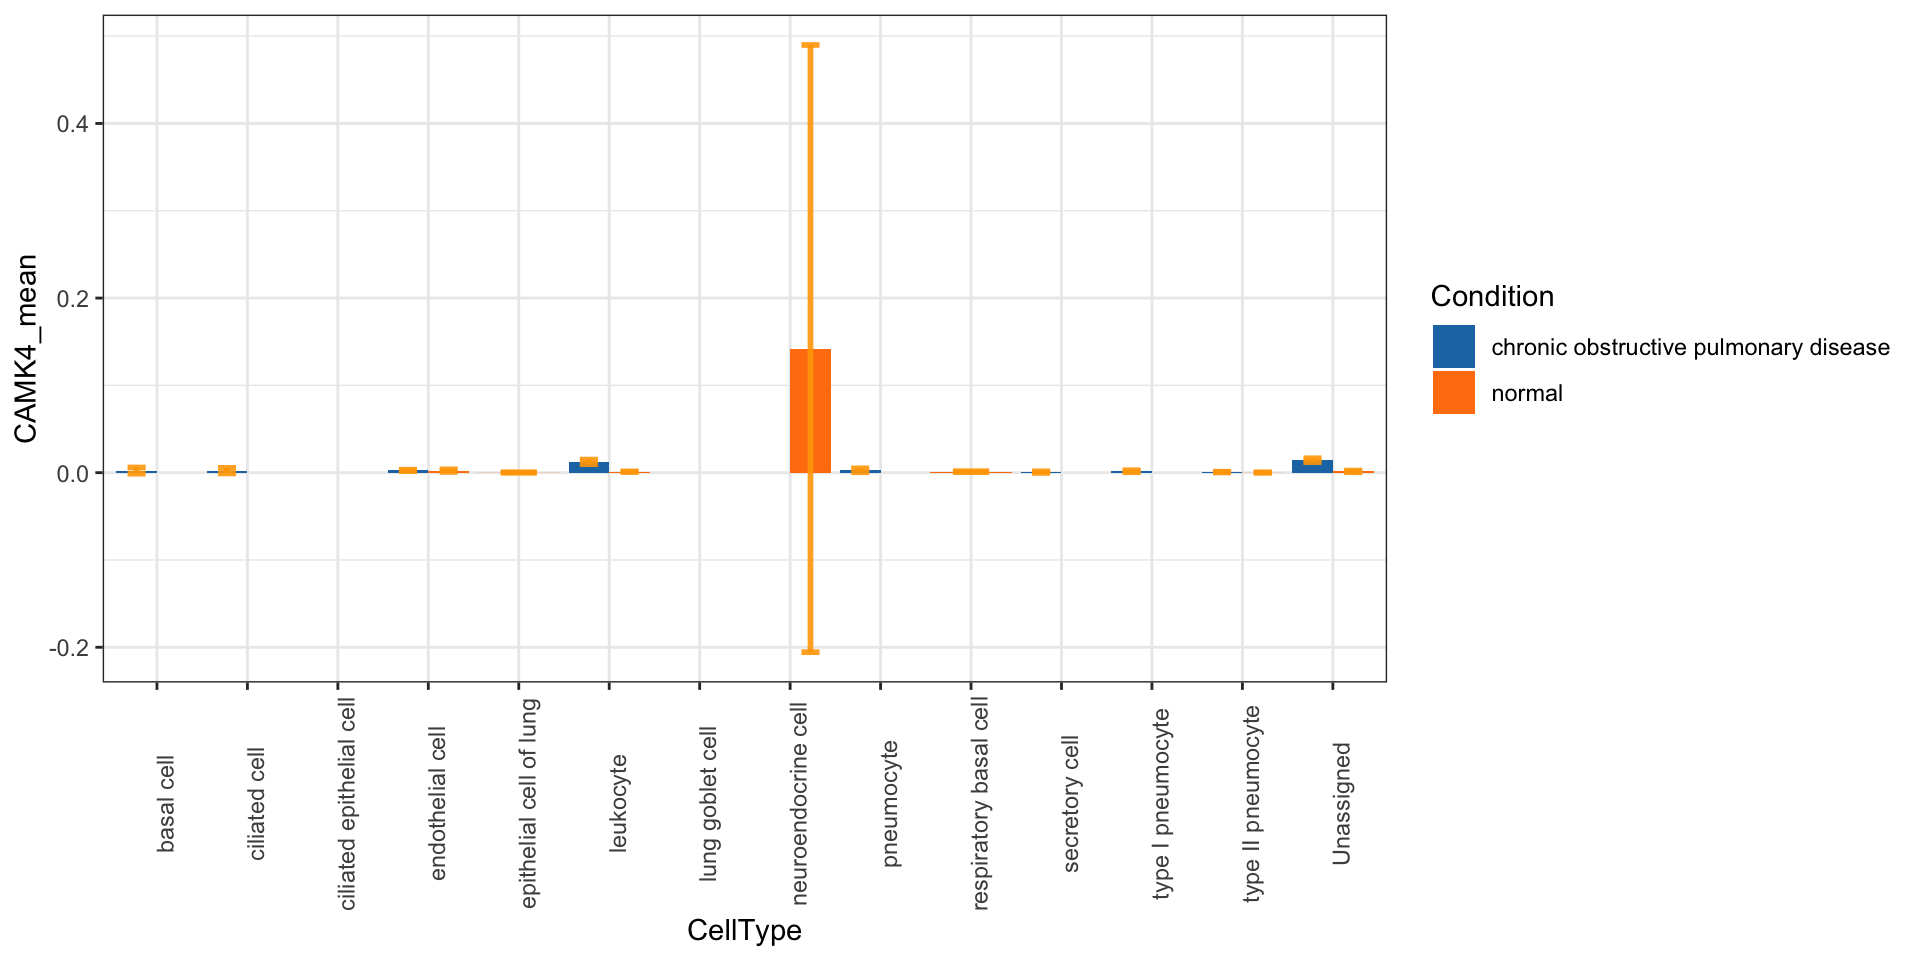 CAMK4_mean
0.4
0.2
0.0
-0.2
basal cell
ciliated cell
ciliated epithelial cell
endothelial cell
epithelial cell of lung
leukocyte
lung goblet cell
neuroendocrine cell
pneumocyte
respiratory basal cell
secretory cell
type I pneumocyte
type II pneumocyte
Unassigned
CellType
Condition
chronic obstructive pulmonary disease
normal